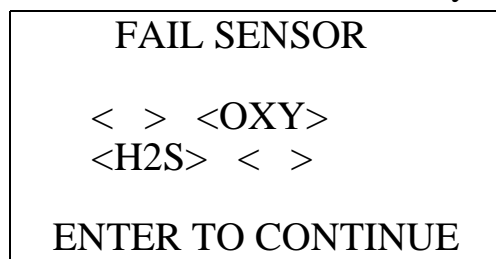 FAIL SENSOR
< > <OXY>
<H2S> < >
ENTER TO CONTINUE